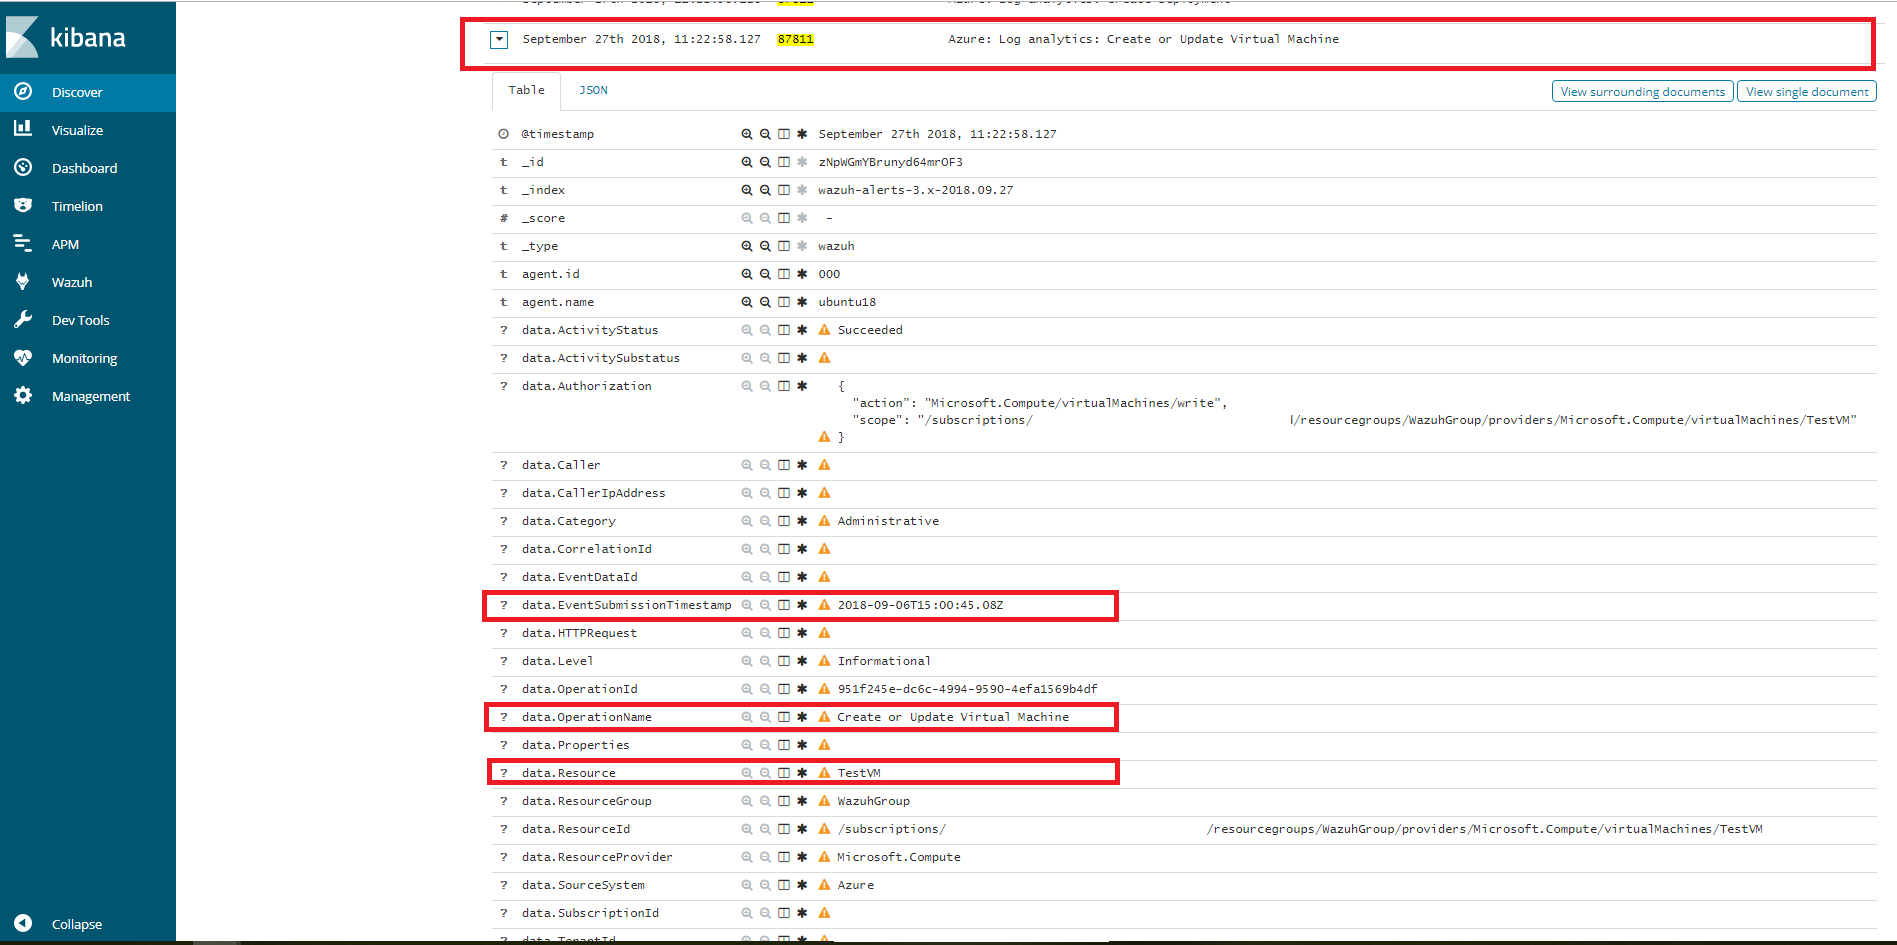 kibana
Discover
Visualize
Dashboard
Timelion
APM
Wazuh
Dev Tools
Monitoring
Management
Collapse
September 27th 2018, 11:22:58.127 87811 Azure: Log analytics: Create or Update Virtual Machine
Table JSON View surrounding documents View single document
@timestamp September 27th 2018, 11:22:58.127
t _id zNpWGmYBrunyd64mrOF3
t _index wazuh-alerts-3.x-2018.09.27
# _score -
t _type wazuh
t agent.id 000
t agent.name ubuntu18
? data.ActivityStatus Succeeded
? data.ActivitySubstatus
? data.Authorization {
"action": "Microsoft.Compute/virtualMachines/write",
"scope": "/subscriptions/ /resourcegroups/WazuhGroup/providers/Microsoft.Compute/virtualMachines/TestVM"
}
? data.Caller
? data.CallerIpAddress
? data.Category Administrative
? data.CorrelationId
? data.EventDataId
? data.EventSubmissionTimestamp 2018-09-06T15:00:45.08Z
? data.HTTPRequest
? data.Level Informational
? data.OperationId 951f245e-dc6c-4994-9590-4efa1569b4df
? data.OperationName Create or Update Virtual Machine
? data.Properties
? data.Resource TestVM
? data.ResourceGroup WazuhGroup
? data.ResourceId /subscriptions/ /resourcegroups/WazuhGroup/providers/Microsoft.Compute/virtualMachines/TestVM
? data.ResourceProvider Microsoft.Compute
? data.SourceSystem Azure
? data.SubscriptionId
? data.TenantId